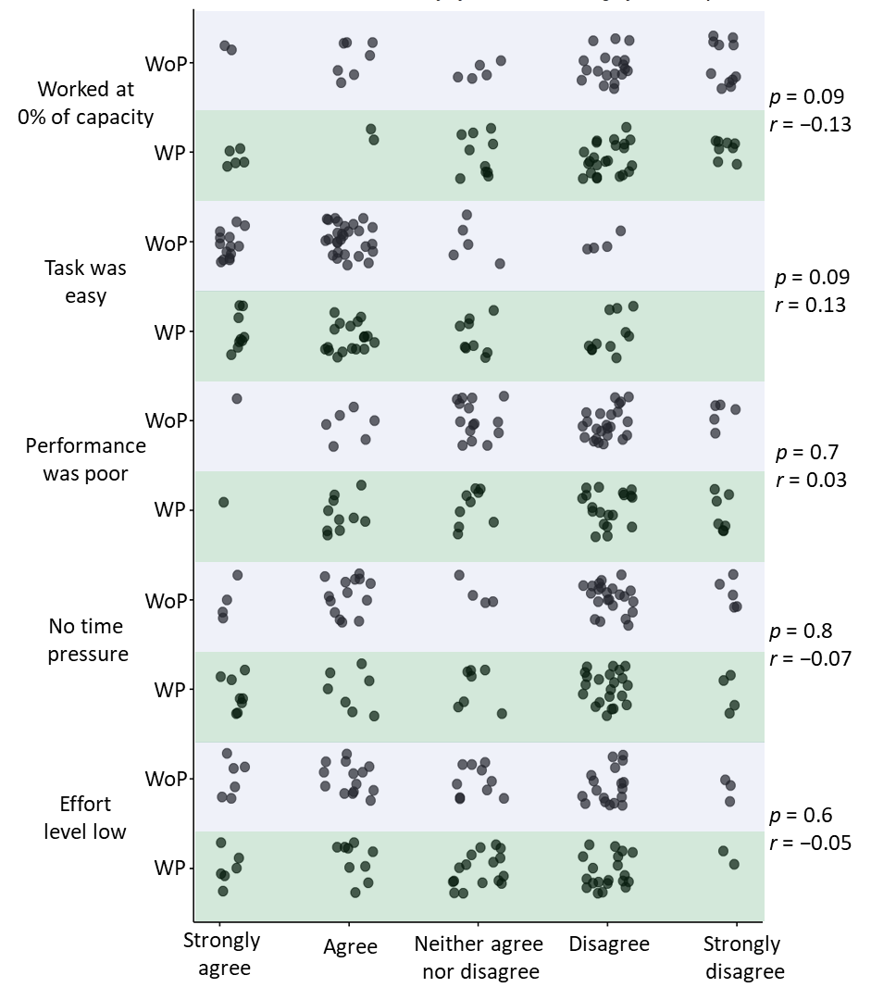 WoP
Worked at
0% of capacity
WP
p = 0.09
r = −0.13
WoP
Task was
easy
WP
p = 0.09
r = 0.13
WoP
Performance
was poor
WP
p = 0.7
r = 0.03
WoP
No time
pressure
WP
p = 0.8
r = −0.07
WoP
Effort
level low
WP
p = 0.6
r = −0.05
Strongly
agree
Agree
Neither agree
nor disagree
Disagree
Strongly
disagree